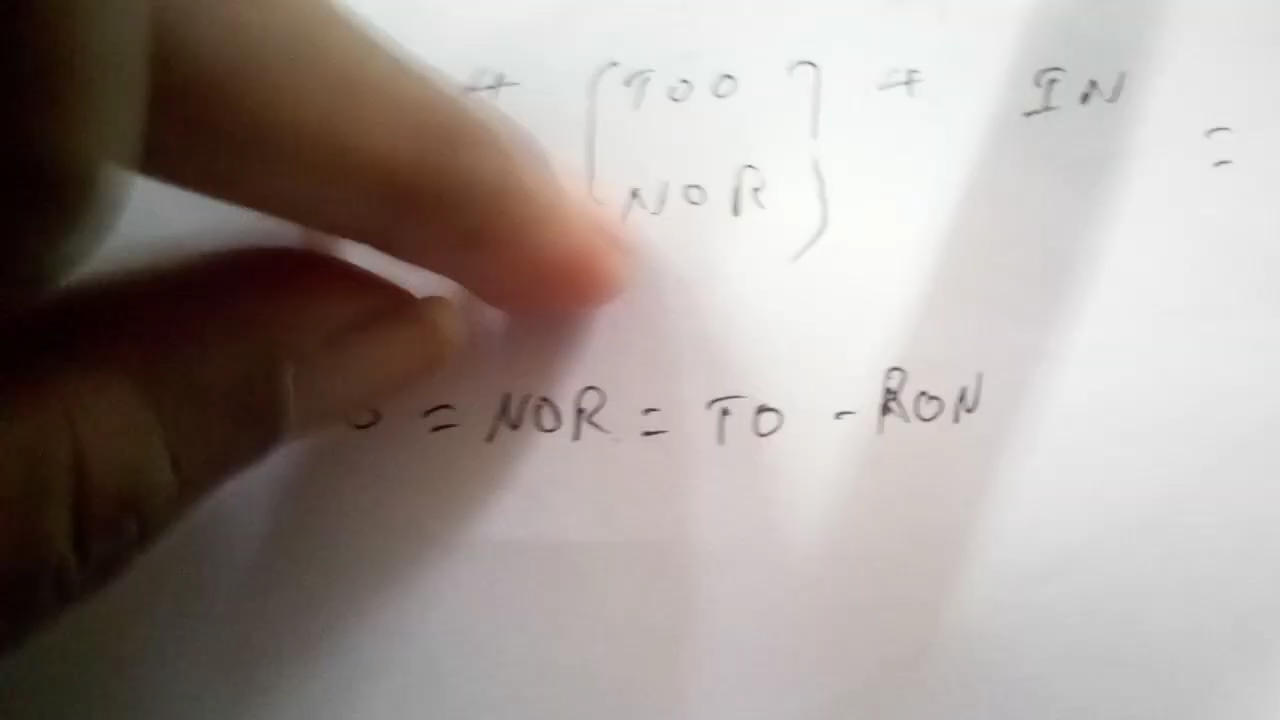 + [TOO] + IN =
NOR
O = NOR = TO - RON